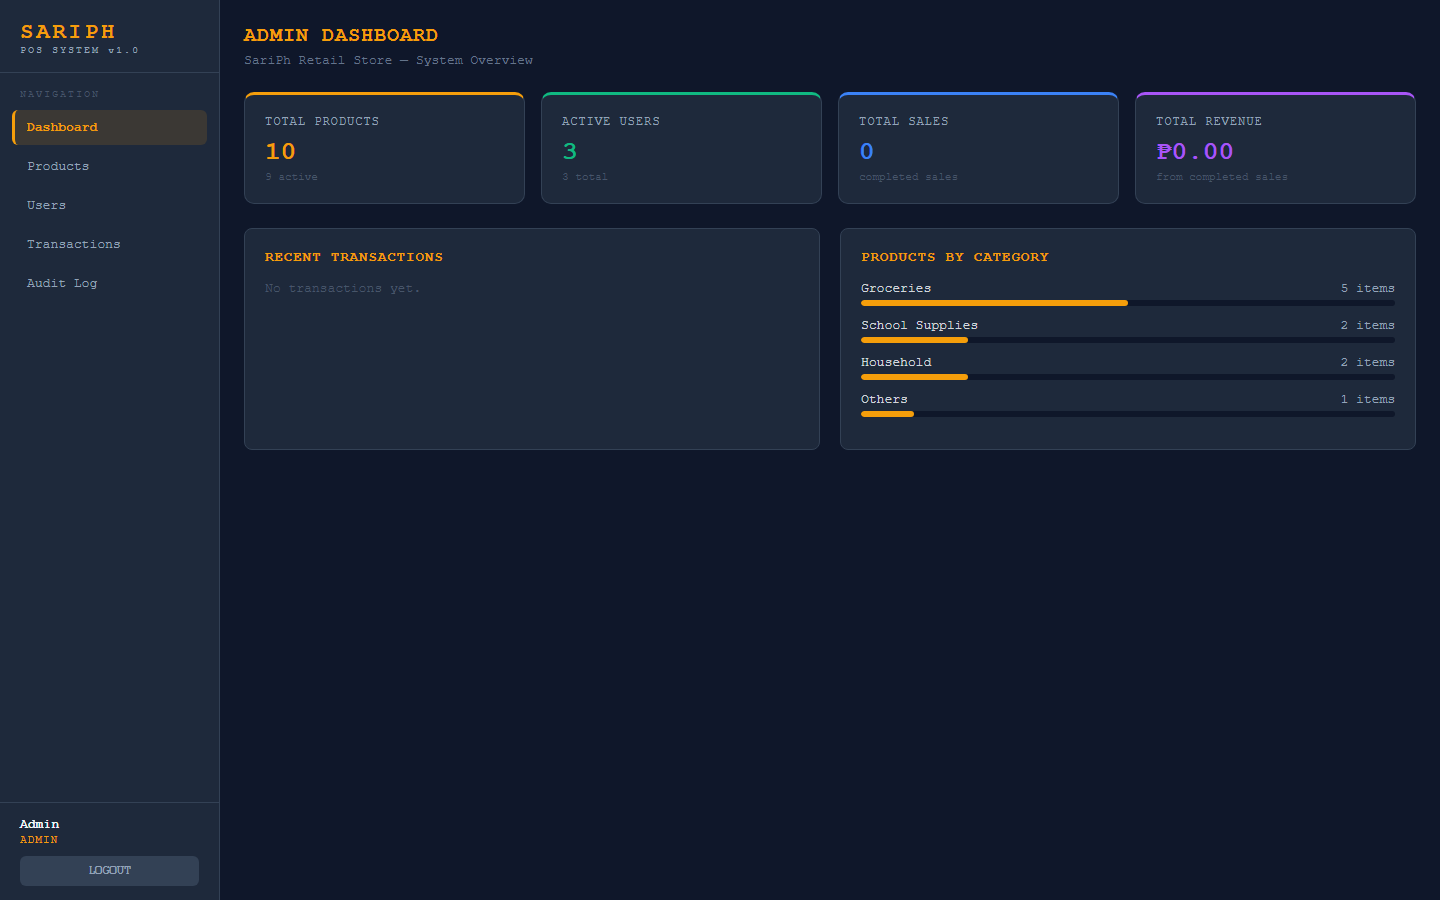 SARIPH
POS SYSTEM v1.0
NAVIGATION
Dashboard
Products
Users
Transactions
Audit Log
Admin
ADMIN
LOGOUT
ADMIN DASHBOARD
SariPh Retail Store — System Overview
TOTAL PRODUCTS
10
9 active
ACTIVE USERS
3
3 total
TOTAL SALES
0
completed sales
TOTAL REVENUE
₱0.00
from completed sales
RECENT TRANSACTIONS
No transactions yet.
PRODUCTS BY CATEGORY
Groceries 5 items
School Supplies 2 items
Household 2 items
Others 1 items